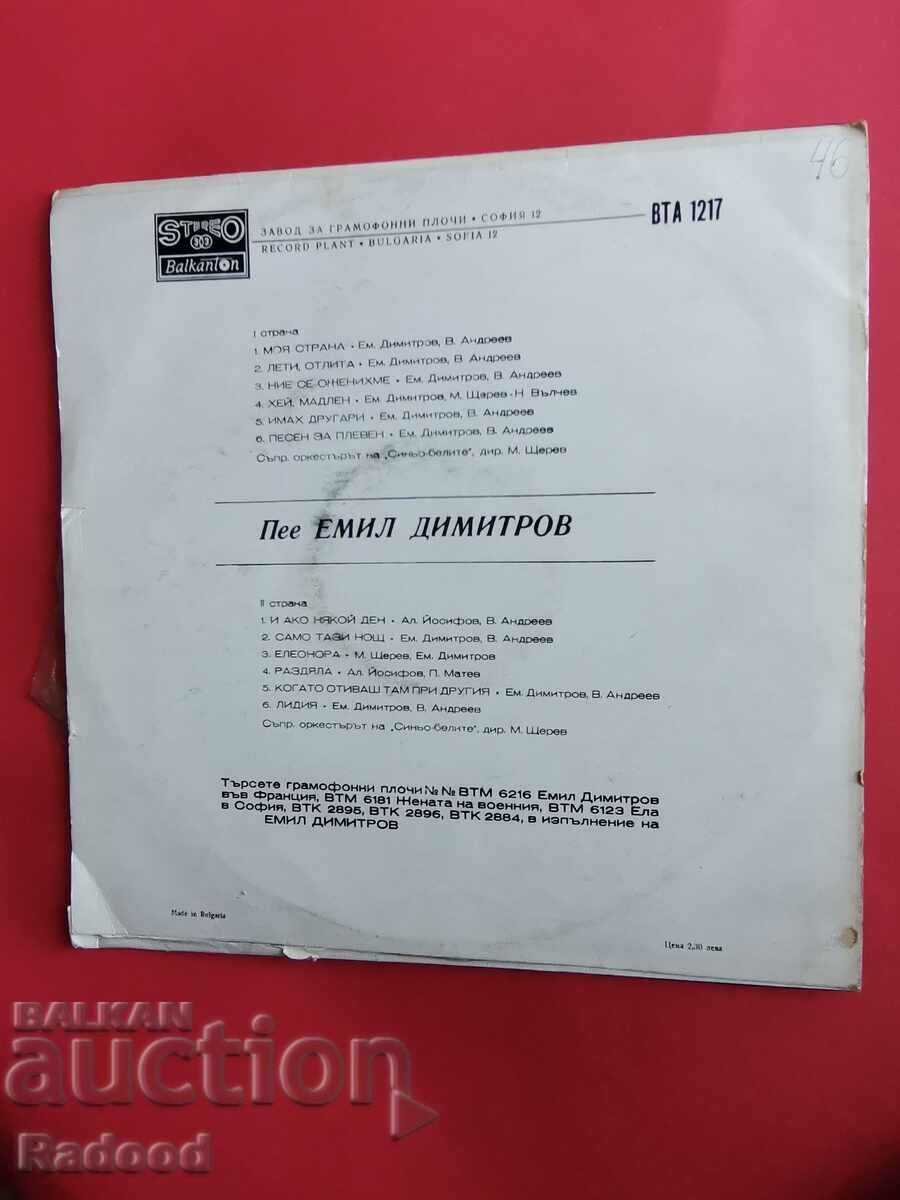 46
STEREO
33
Balkanton
ЗАВОД ЗА ГРАМОФОННИ ПЛОЧИ • СОФИЯ 12
RECORD PLANT • BULGARIA • SOFIA 12
ВТА 1217
I страна
1. МОЯ СТРАНА • Ем. Димитров, В. Андреев
2. ЛЕТИ, ОТЛИТА • Ем. Димитров, В. Андреев
3. НИЕ СЕ ОЖЕНИХМЕ • Ем. Димитров, В. Андреев
4. ХЕЙ, МАДЛЕН • Ем. Димитров, М. Щерев - Н. Вълчев
5. ИМАХ ДРУГАРИ • Ем. Димитров, В. Андреев
6. ПЕСЕН ЗА ПЛЕВЕН • Ем. Димитров, В. Андреев
Съпр. оркестърът на „Синьо-белите", дир. М. Щерев
Пее ЕМИЛ ДИМИТРОВ
II страна
1. И АКО НЯКОЙ ДЕН • Ал. Йосифов, В. Андреев
2. САМО ТАЗИ НОЩ • Ем. Димитров, В. Андреев
3. ЕЛЕОНОРА • М. Щерев, Ем. Димитров
4. РАЗДЯЛА • Ал. Йосифов, П. Матев
5. КОГАТО ОТИВАШ ТАМ ПРИ ДРУГИЯ • Ем. Димитров, В. Андреев
6. ЛИДИЯ • Ем. Димитров, В. Андреев
Съпр. оркестърът на „Синьо-белите", дир. М. Щерев
Търсете грамофонни плочи №№ ВТМ 6216 Емил Димитров
във Франция, ВТМ 6181 Жената на военния, ВТМ 6123 Ела
в София, ВТК 2895, ВТК 2896, ВТК 2884, в изпълнение на
ЕМИЛ ДИМИТРОВ
Made in Bulgaria
Цена 2,30 лева
BALKAN
auction
Radood